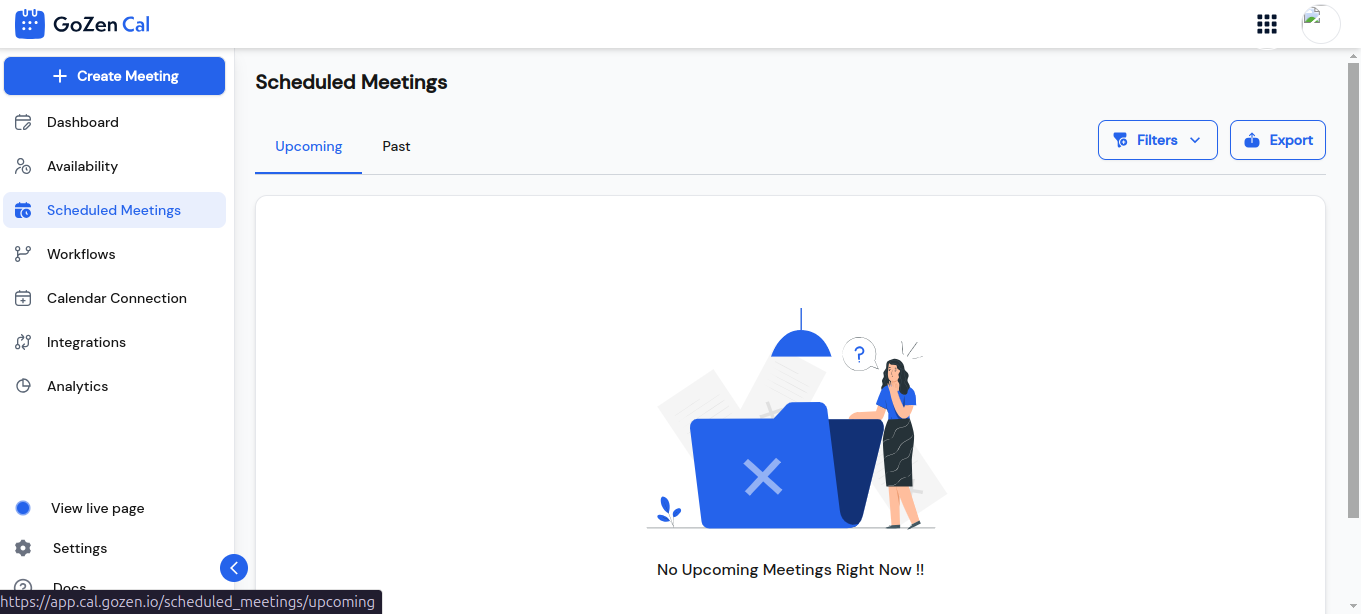 GoZen Cal
Create Meeting
Dashboard
Availability
Scheduled Meetings
Workflows
Calendar Connection
Integrations
Analytics
View live page
Settings
Docs
https://app.cal.gozen.io/scheduled_meetings/upcoming
Scheduled Meetings
Upcoming Past
Filters Export
?
No Upcoming Meetings Right Now !!